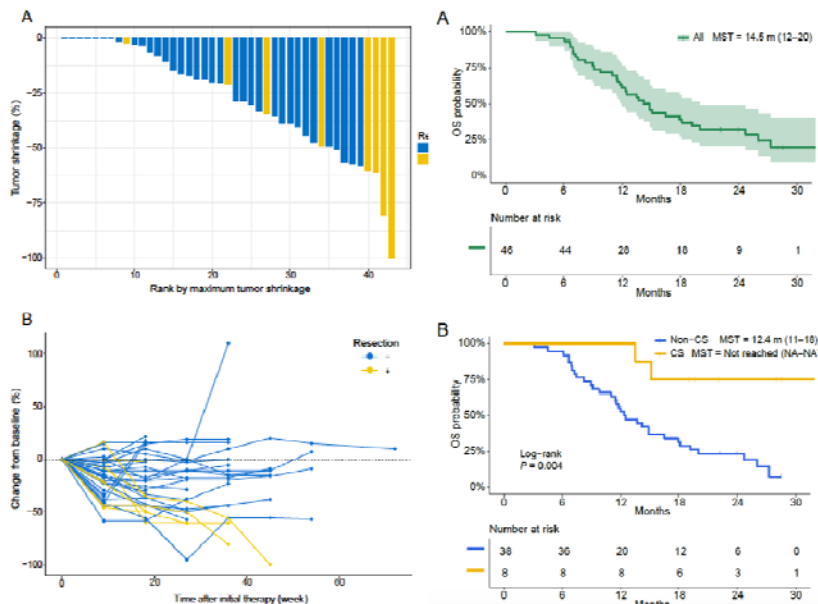 A
0
−25
−50
−75
−100
Tumor shrinkage (%)
0
10
20
30
40
Rank by maximum tumor shrinkage
Re
A
OS probability
100%
75%
50%
25%
0%
All MST = 14.5 m (12–20)
0 6 12 18 24 30
Months
Number at risk
46 44 28 18 9 1
0 6 12 18 24 30
Months
B
Change from baseline (%)
100
50
0
−50
−100
Resection
−
+
0 20 40 60
Time after initial therapy (week)
B
OS probability
100%
75%
50%
25%
0%
Non−CS MST = 12.4 m (11–18)
CS MST = Not reached (NA–NA
Log−rank
P = 0.004
0 6 12 18 24 30
Months
Number at risk
38 36 20 12 6 0
8 8 8 6 3 1
0 6 12 18 24 30
Months